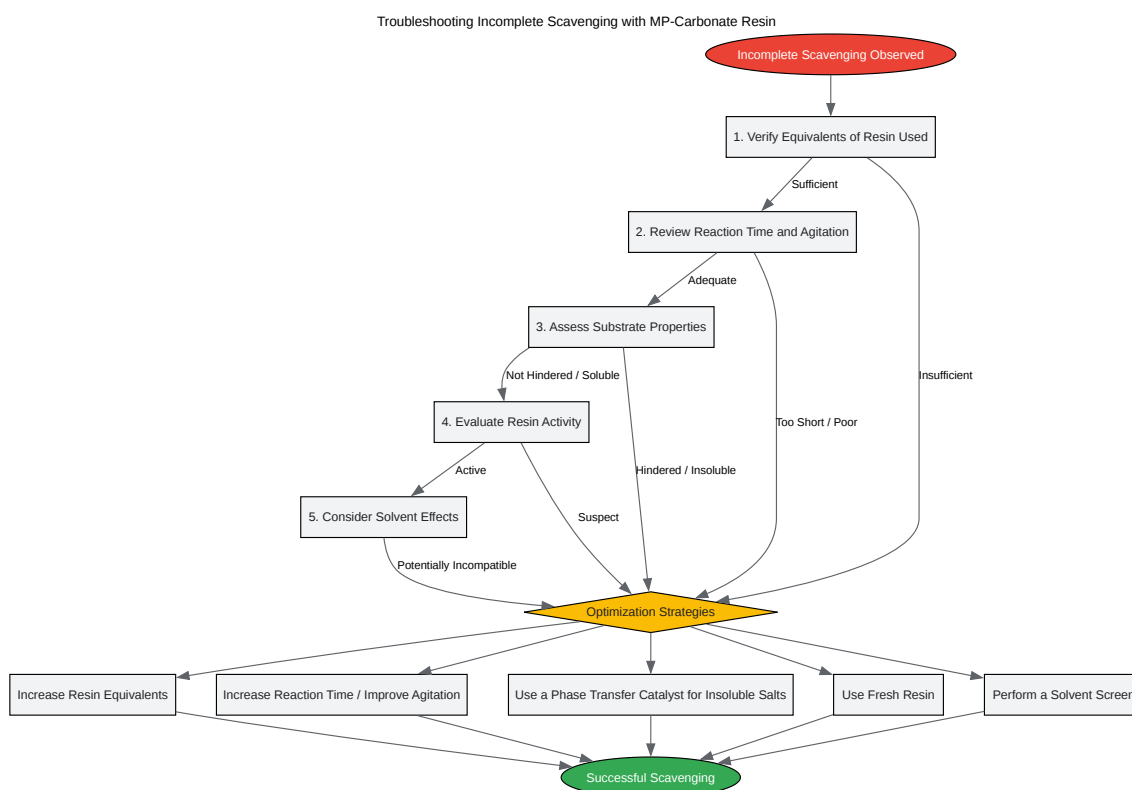 Troubleshooting Incomplete Scavenging with MP-Carbonate Resin
Incomplete Scavenging Observed
1. Verify Equivalents of Resin Used
Sufficient
2. Review Reaction Time and Agitation
Adequate
3. Assess Substrate Properties
Not Hindered / Soluble
Insufficient
4. Evaluate Resin Activity
Too Short / Poor
Active
Hindered / Insoluble
5. Consider Solvent Effects
Suspect
Potentially Incompatible
Optimization Strategies
Increase Resin Equivalents
Increase Reaction Time / Improve Agitation
Use a Phase Transfer Catalyst for Insoluble Salts
Use Fresh Resin
Perform a Solvent Screen
Successful Scavenging